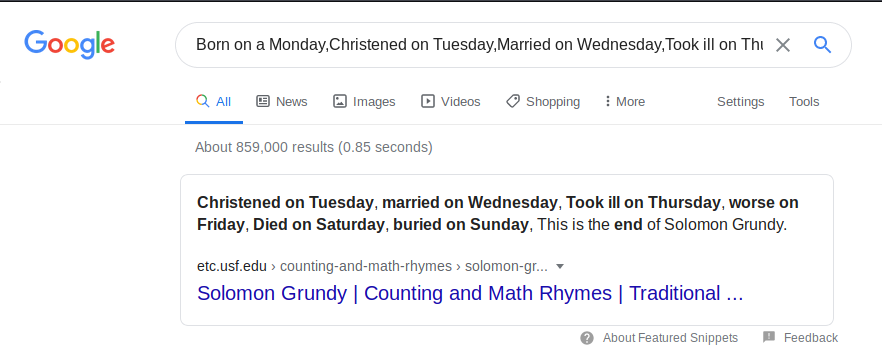 Google
Born on a Monday,Christened on Tuesday,Married on Wednesday,Took ill on Thu
All News Images Videos Shopping More Settings Tools
About 859,000 results (0.85 seconds)
Christened on Tuesday, married on Wednesday, Took ill on Thursday, worse on
Friday, Died on Saturday, buried on Sunday, This is the end of Solomon Grundy.
etc.usf.edu › counting-and-math-rhymes › solomon-gr...
Solomon Grundy | Counting and Math Rhymes | Traditional ...
About Featured Snippets Feedback